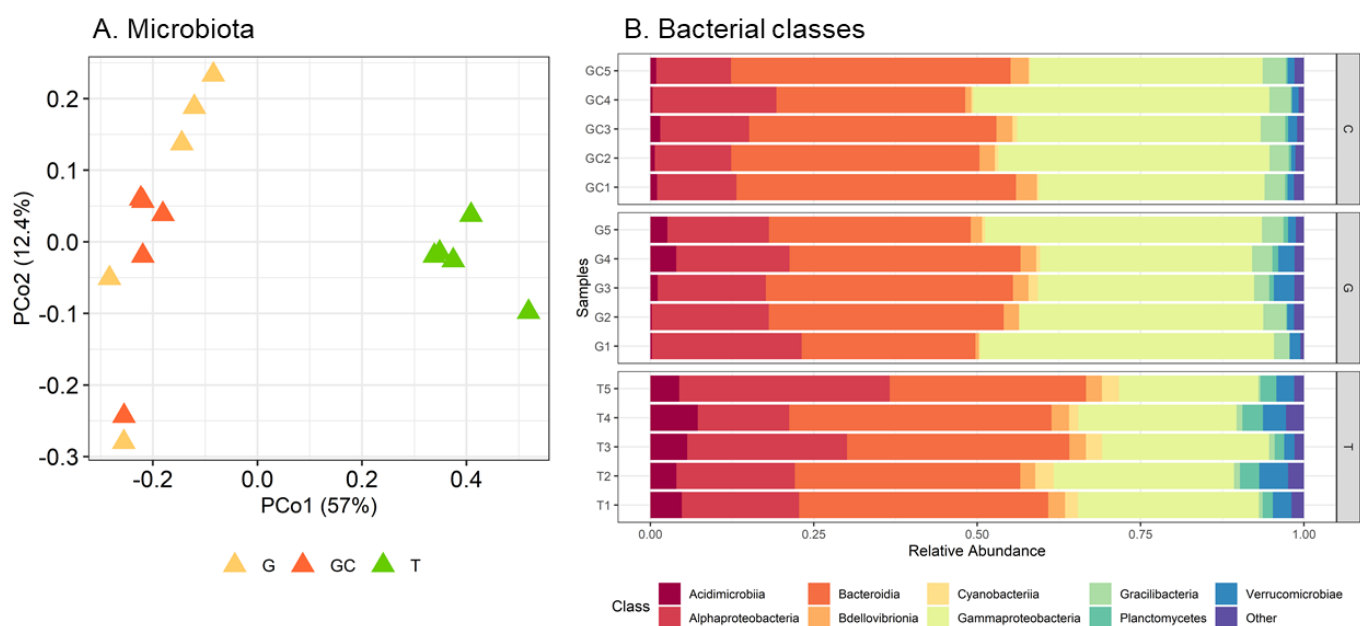 A. Microbiota
0.2
0.1
0.0
-0.1
-0.2
-0.3
PCo2 (12.4%)
-0.2
0.0
0.2
0.4
PCo1 (57%)
G
GC
T
B. Bacterial classes
GC5
GC4
GC3
GC2
GC1
C
G5
G4
G3
G2
G1
G
T5
T4
T3
T2
T1
T
Samples
0.00
0.25
0.50
0.75
1.00
Relative Abundance
Class
Acidimicrobiia
Bacteroidia
Cyanobacteriia
Gracilibacteria
Verrucomicrobiae
Alphaproteobacteria
Bdellovibrionia
Gammaproteobacteria
Planctomycetes
Other